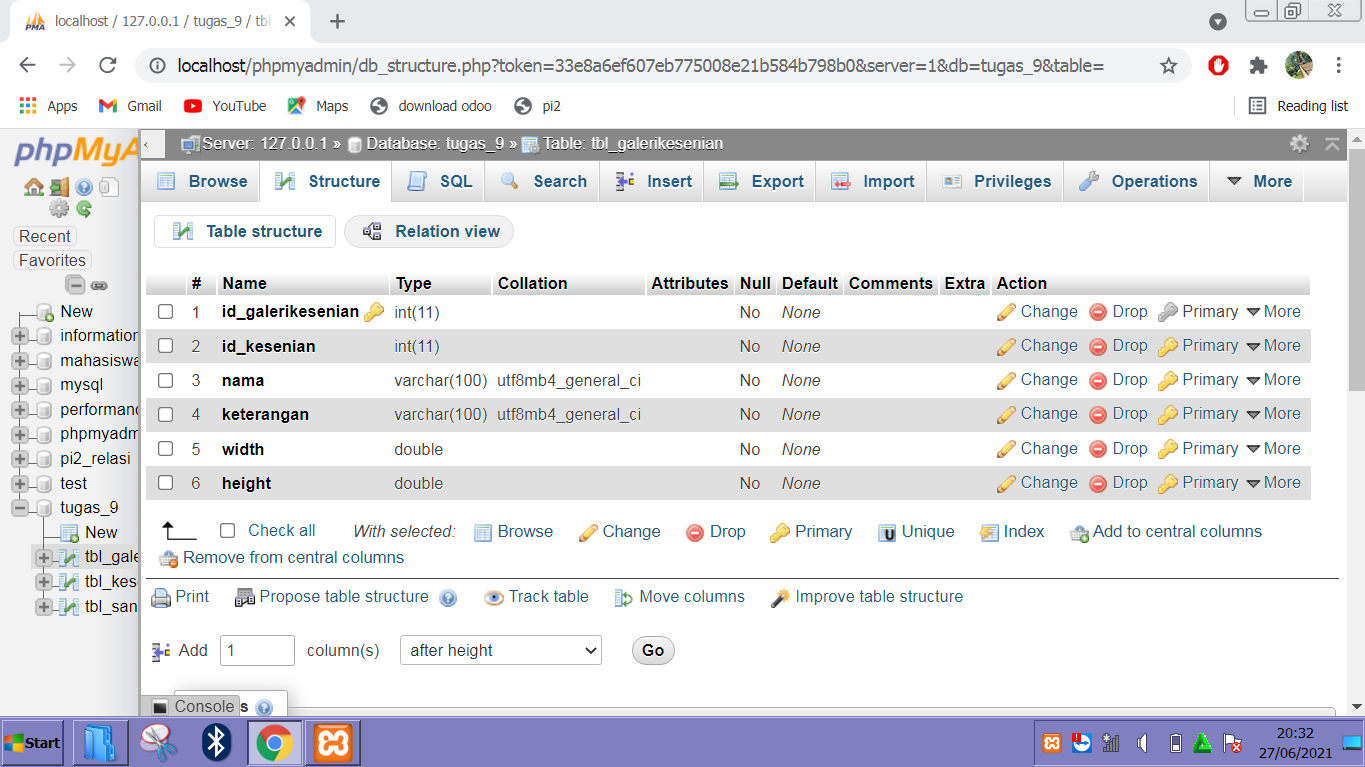 localhost / 127.0.0.1 / tugas_9 / tbl
localhost/phpmyadmin/db_structure.php?token=33e8a6ef607eb775008e21b584b798b0&server=1&db=tugas_9&table=
Apps Gmail YouTube Maps download odoo pi2 Reading list
phpMyA
Recent
Favorites
New
information
mahasiswa
mysql
performanc
phpmyadm
pi2_relasi
test
tugas_9
New
tbl_gale
tbl_kes
tbl_san
Server: 127.0.0.1 » Database: tugas_9 » Table: tbl_galerikesenian
Browse Structure SQL Search Insert Export Import Privileges Operations More
Table structure Relation view
# Name Type Collation Attributes Null Default Comments Extra Action
1 id_galerikesenian int(11) No None Change Drop Primary More
2 id_kesenian int(11) No None Change Drop Primary More
3 nama varchar(100) utf8mb4_general_ci No None Change Drop Primary More
4 keterangan varchar(100) utf8mb4_general_ci No None Change Drop Primary More
5 width double No None Change Drop Primary More
6 height double No None Change Drop Primary More
Check all With selected: Browse Change Drop Primary Unique Index Add to central columns
Remove from central columns
Print Propose table structure Track table Move columns Improve table structure
Add 1 column(s) after height Go
Console s
Start
20:32
27/06/2021